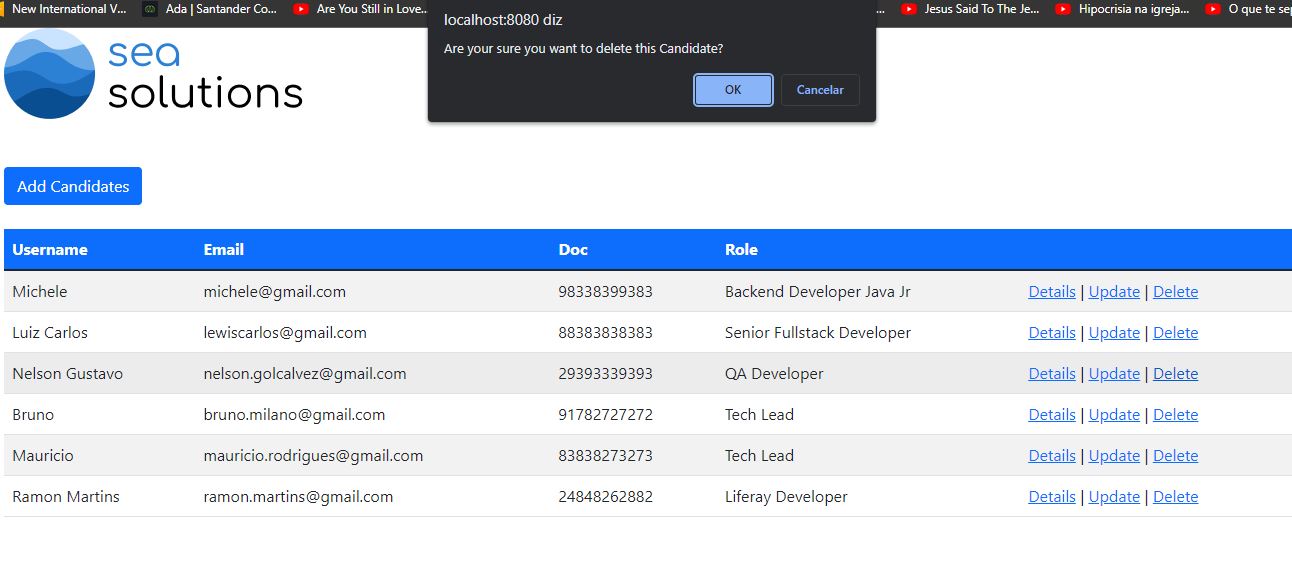 New International V...
Ada | Santander Co...
Are You Still in Love...
Jesus Said To The Je...
Hipocrisia na igreja...
O que te sep
localhost:8080 diz
Are your sure you want to delete this Candidate?
OK Cancelar
sea
solutions
Add Candidates
Username Email Doc Role
Michele michele@gmail.com 98338399383 Backend Developer Java Jr Details | Update | Delete
Luiz Carlos lewiscarlos@gmail.com 88383838383 Senior Fullstack Developer Details | Update | Delete
Nelson Gustavo nelson.golcalvez@gmail.com 29393339393 QA Developer Details | Update | Delete
Bruno bruno.milano@gmail.com 91782727272 Tech Lead Details | Update | Delete
Mauricio mauricio.rodrigues@gmail.com 83838273273 Tech Lead Details | Update | Delete
Ramon Martins ramon.martins@gmail.com 24848262882 Liferay Developer Details | Update | Delete